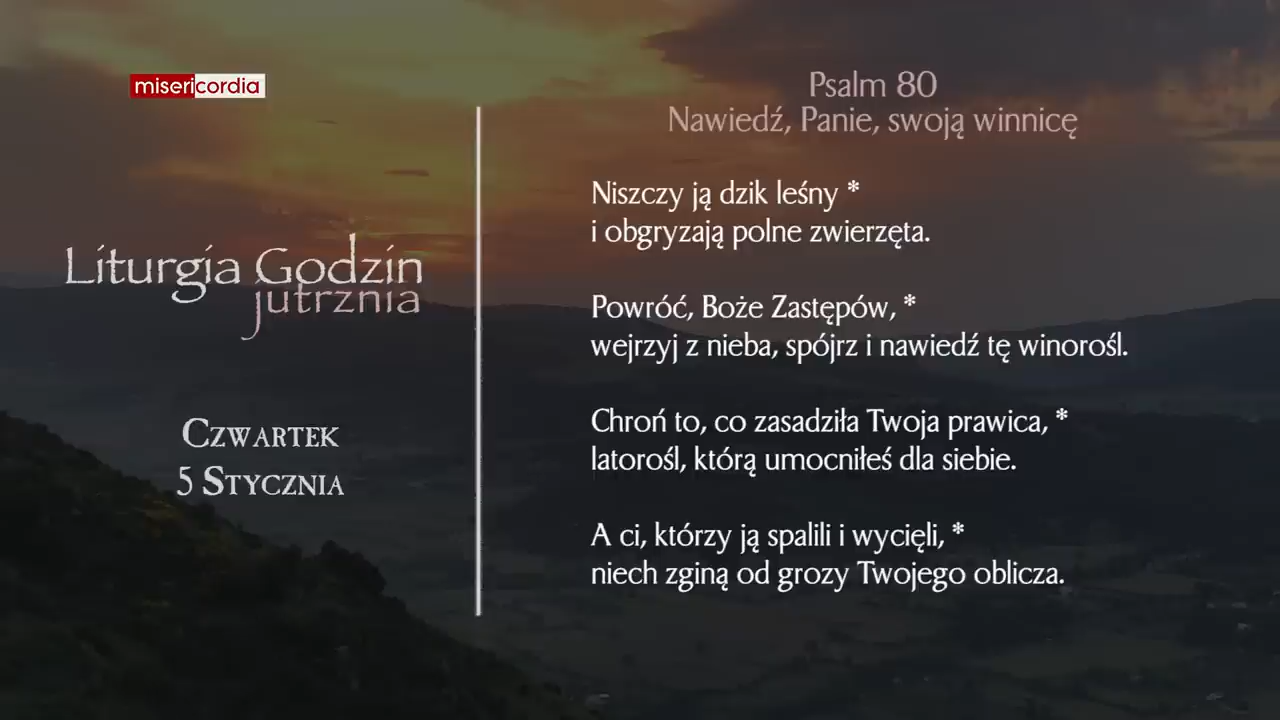 misericordia
Liturgia Godzin
jutrznia
Czwartek
5 Stycznia
Psalm 80
Nawiedź, Panie, swoją winnicę
Niszczy ją dzik leśny *
i obgryzają polne zwierzęta.
Powróć, Boże Zastępów, *
wejrzyj z nieba, spójrz i nawiedź tę winorośl.
Chroń to, co zasadziła Twoja prawica, *
latorośl, którą umocniłeś dla siebie.
A ci, którzy ją spalili i wycięli, *
niech zginą od grozy Twojego oblicza.